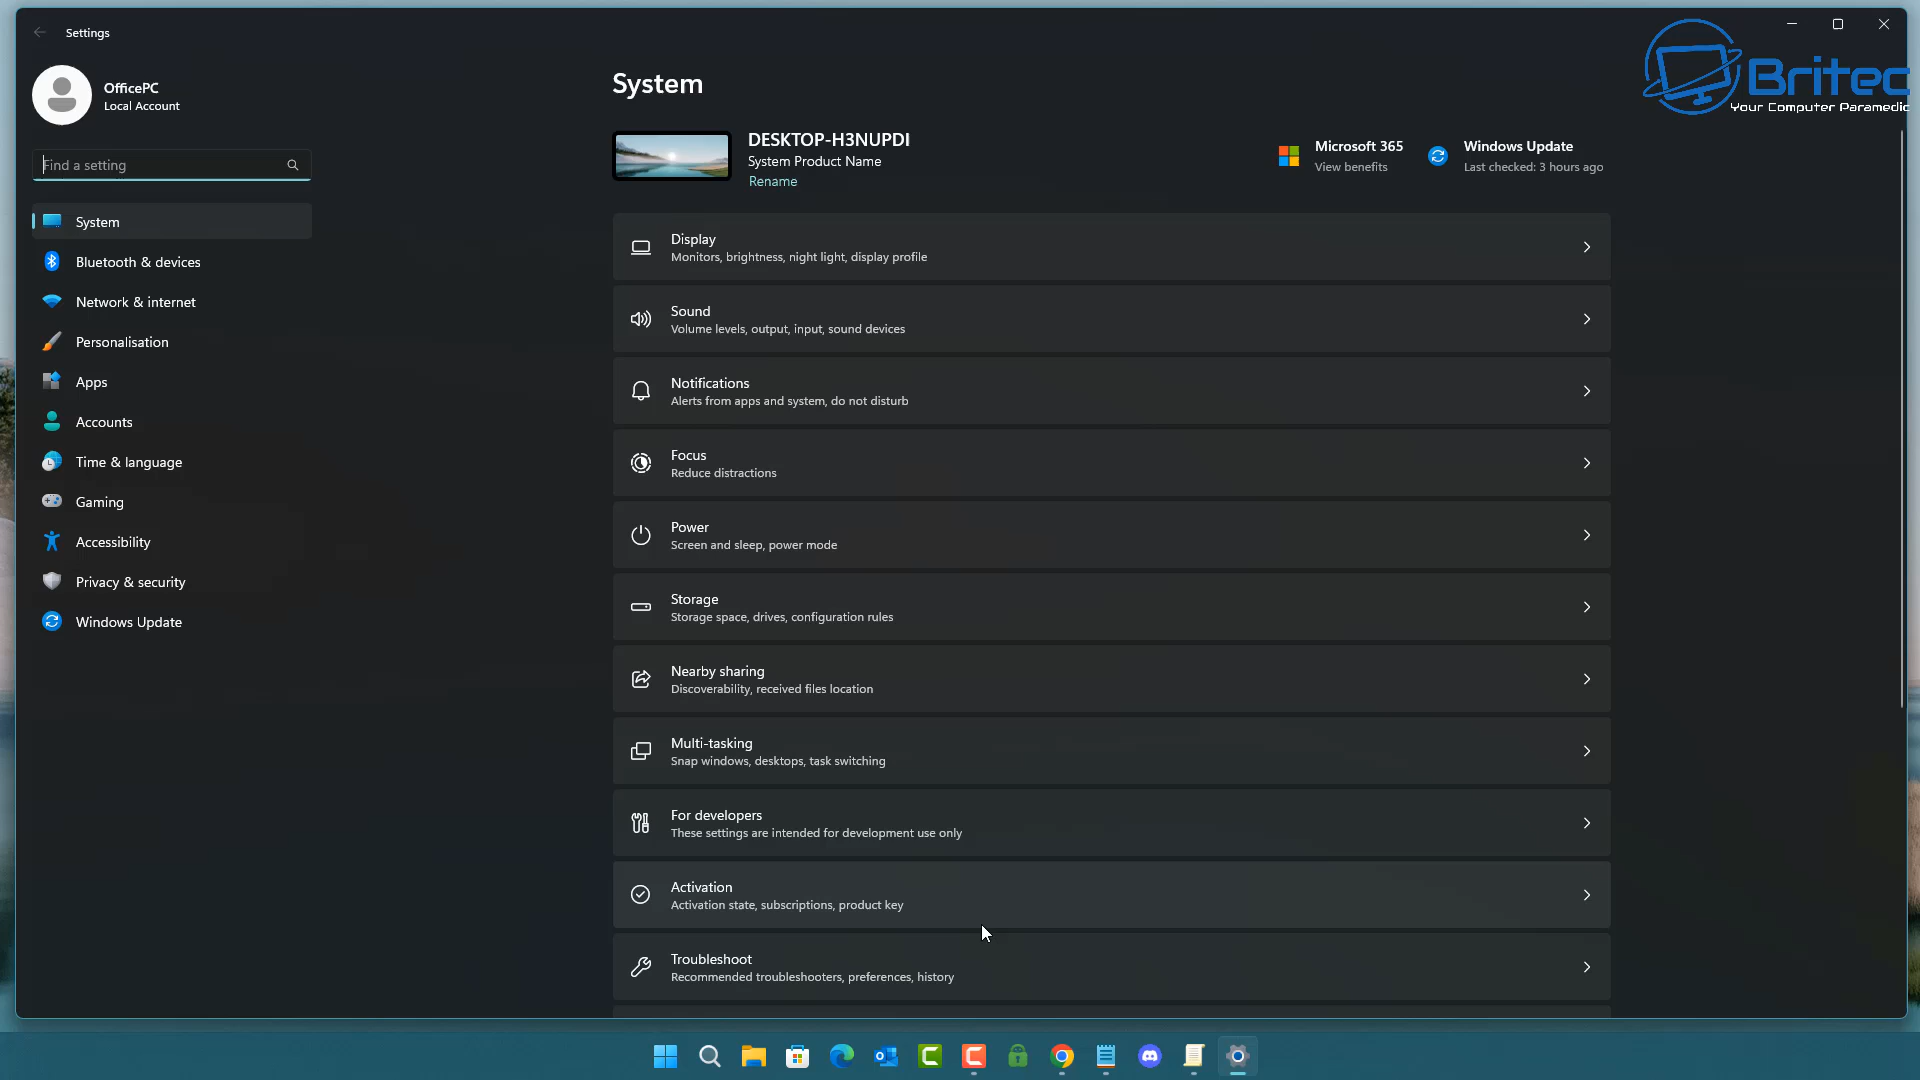 Settings
OfficePC
Local Account
Find a setting
System
Bluetooth & devices
Network & internet
Personalisation
Apps
Accounts
Time & language
Gaming
Accessibility
Privacy & security
Windows Update
System
DESKTOP-H3NUPDI
System Product Name
Rename
Microsoft 365
View benefits
Windows Update
Last checked: 3 hours ago
Britec
Your Computer Paramedic
Display
Monitors, brightness, night light, display profile
Sound
Volume levels, output, input, sound devices
Notifications
Alerts from apps and system, do not disturb
Focus
Reduce distractions
Power
Screen and sleep, power mode
Storage
Storage space, drives, configuration rules
Nearby sharing
Discoverability, received files location
Multi-tasking
Snap windows, desktops, task switching
For developers
These settings are intended for development use only
Activation
Activation state, subscriptions, product key
Troubleshoot
Recommended troubleshooters, preferences, history